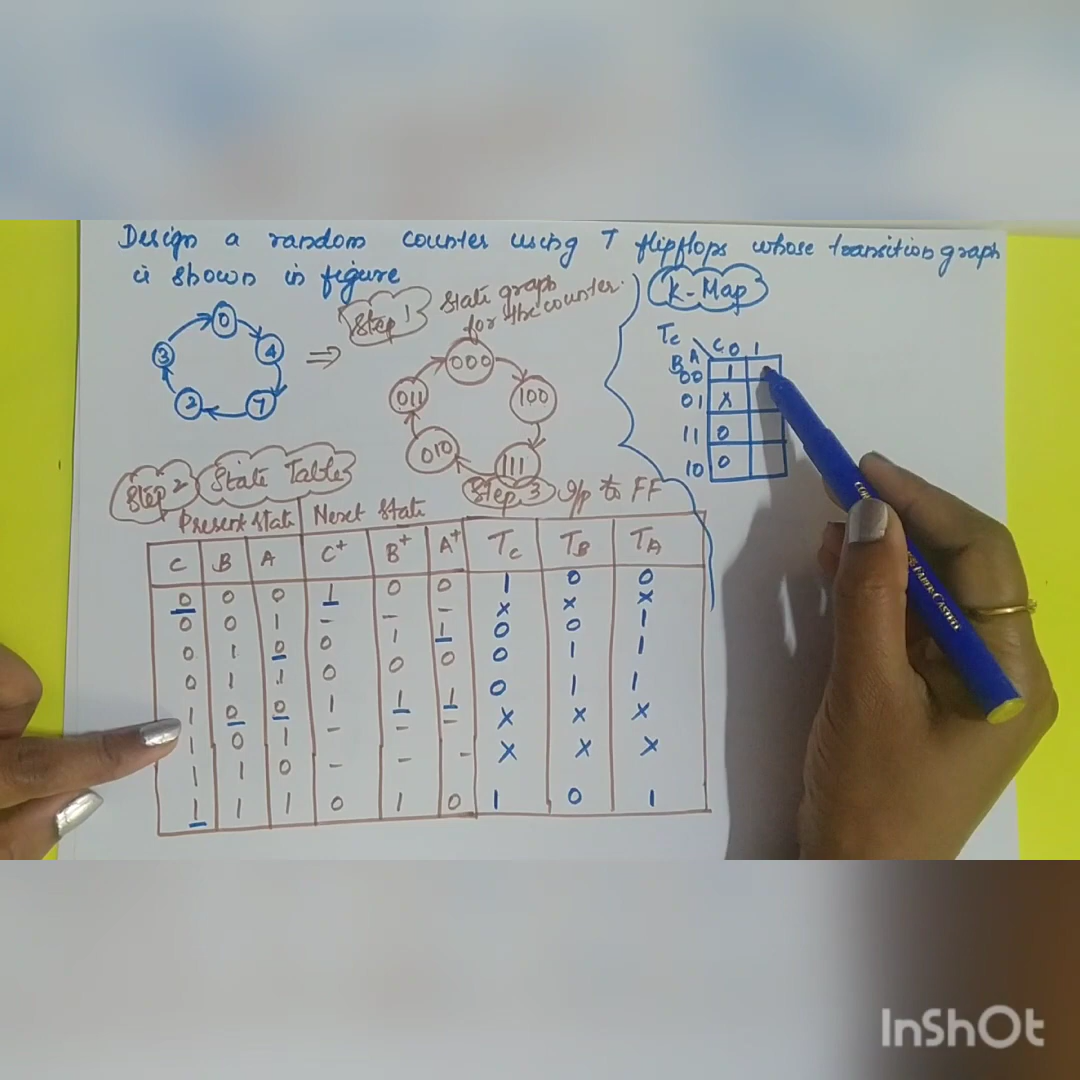 Design a random counter using T flipflops whose transition graph
is shown in figure
Step 1
State graph
for the counter.
K-Map
0
4
7
2
3
⇒
000
100
111
010
011
Tc
C 0 1
B A
00 1
01 X
11 0
10 0
Step 2 State Table
Step 3 I/p to FF
Present state Next state
C B A C+ B+ A+ Tc TB TA
0 0 0 1 0 0 1 0 0
0 0 1 – – – X X X
0 1 0 0 1 1 0 0 1
0 1 1 0 0 0 0 1 1
1 0 0 1 1 1 0 1 1
1 0 1 – – – X X X
1 1 0 – – – X X X
1 1 1 0 1 0 1 0 1
FABER-CASTELL
InShOt